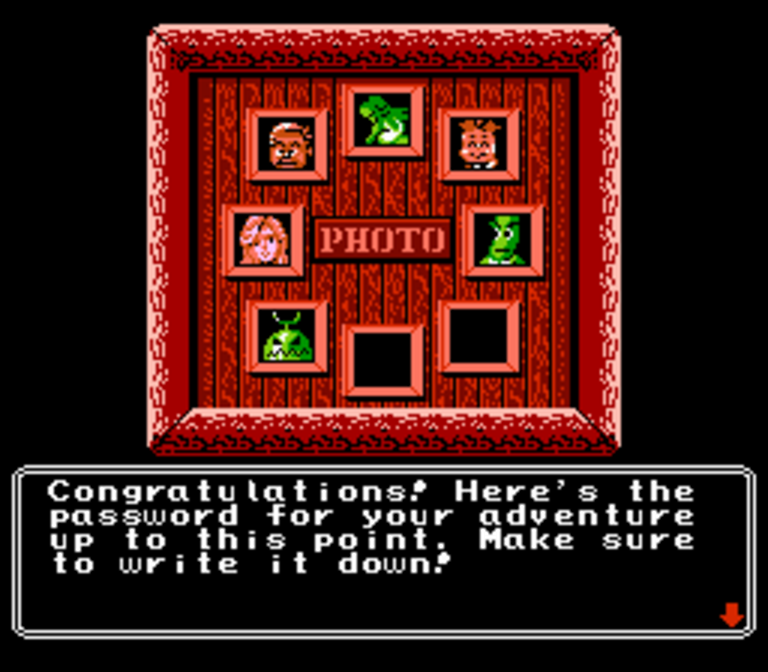 PHOTO
Congratulations! Here's the
password for your adventure
up to this point. Make sure
to write it down!